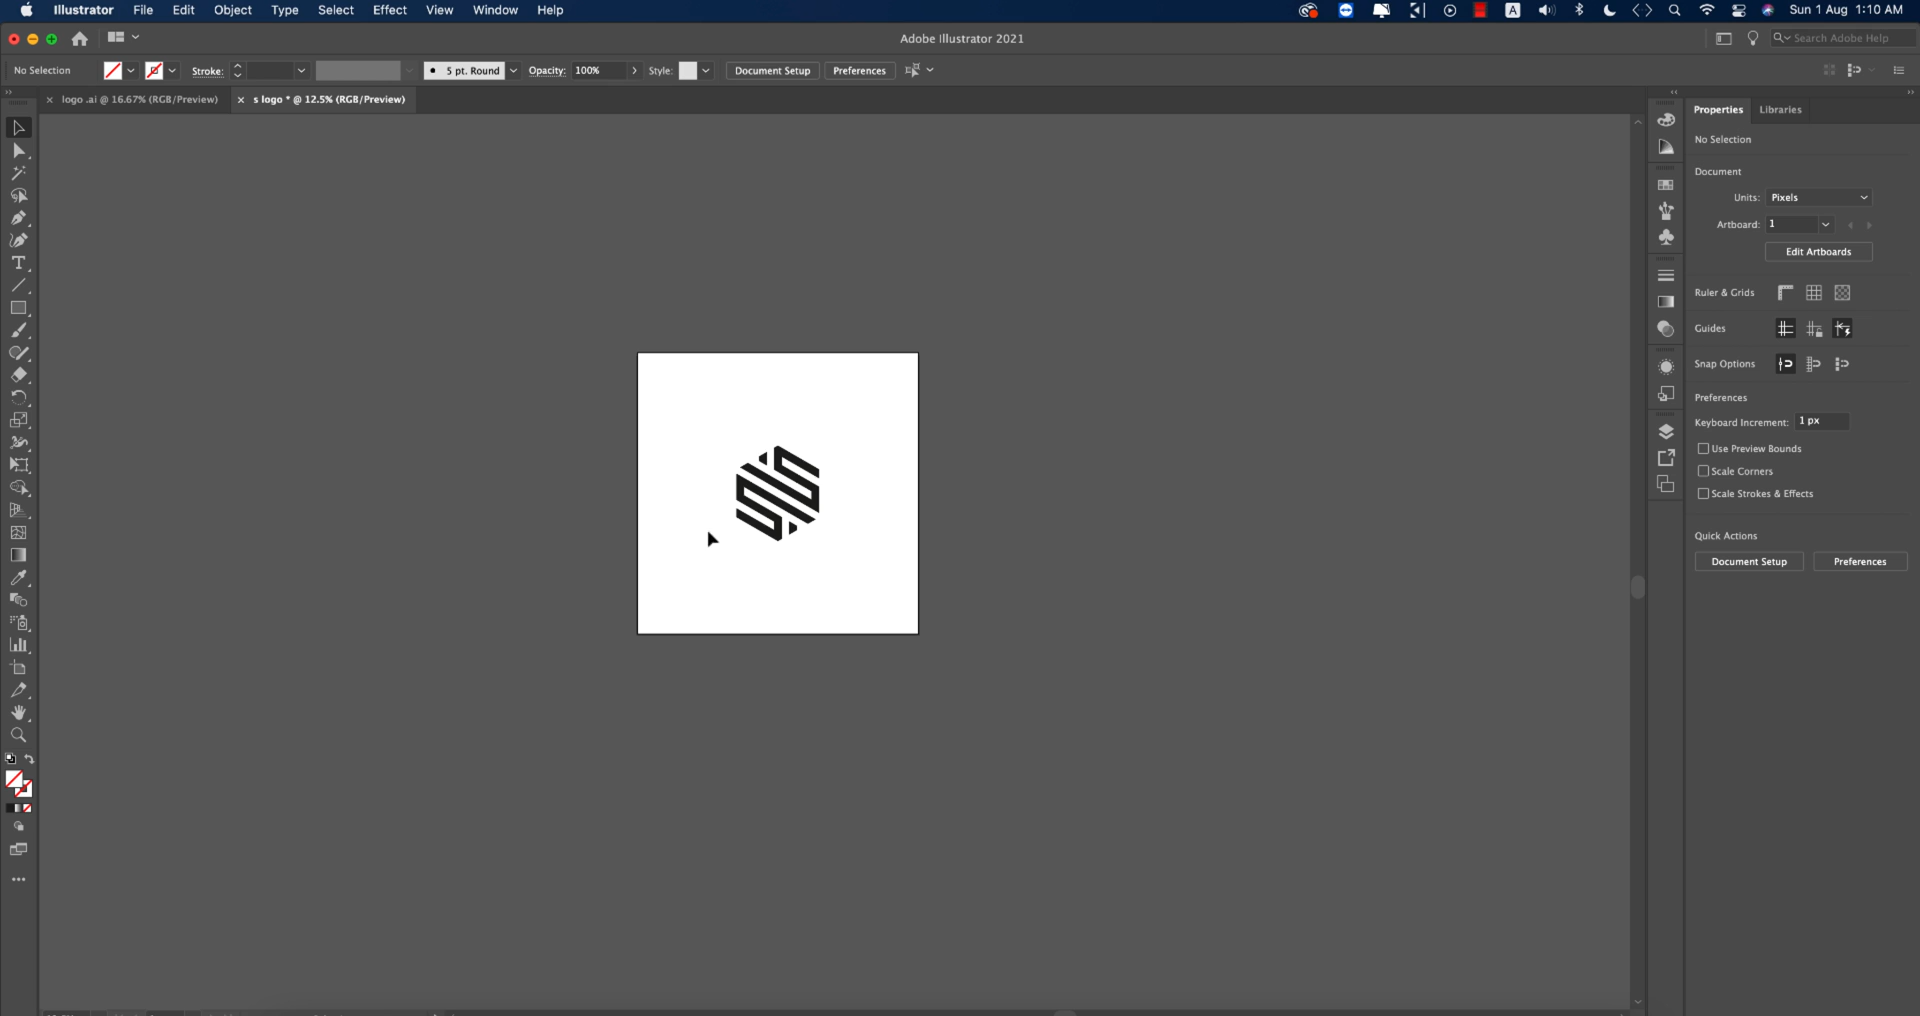 Illustrator File Edit Object Type Select Effect View Window Help
A
Sun 1 Aug 1:10 AM
Adobe Illustrator 2021
Search Adobe Help
No Selection
Stroke:
5 pt. Round
Opacity: 100%
Style:
Document Setup
Preferences
logo .ai @ 16.67% (RGB/Preview)
s logo * @ 12.5% (RGB/Preview)
Properties Libraries
No Selection
Document
Units: Pixels
Artboard: 1
Edit Artboards
Ruler & Grids
Guides
Snap Options
Preferences
Keyboard Increment: 1 px
Use Preview Bounds
Scale Corners
Scale Strokes & Effects
Quick Actions
Document Setup
Preferences